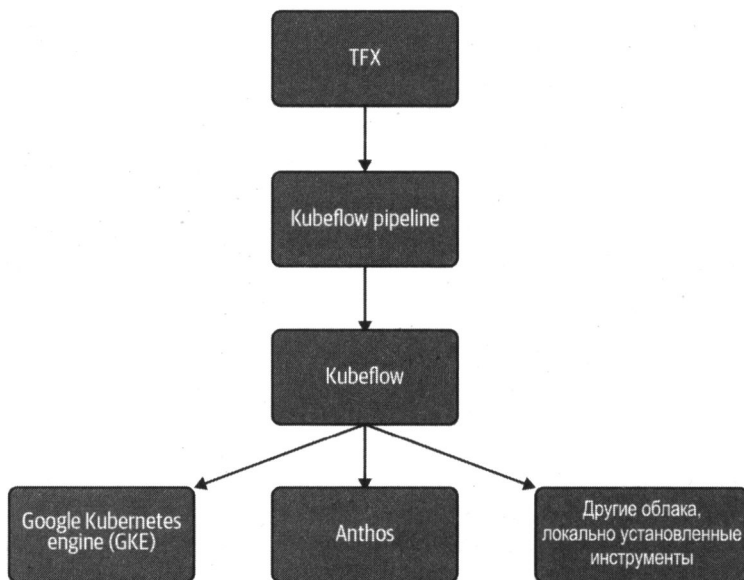 TFX
Kubeflow pipeline
Kubeflow
Google Kubernetes
engine (GKE)
Anthos
Другие облака,
локально установленные
инструменты